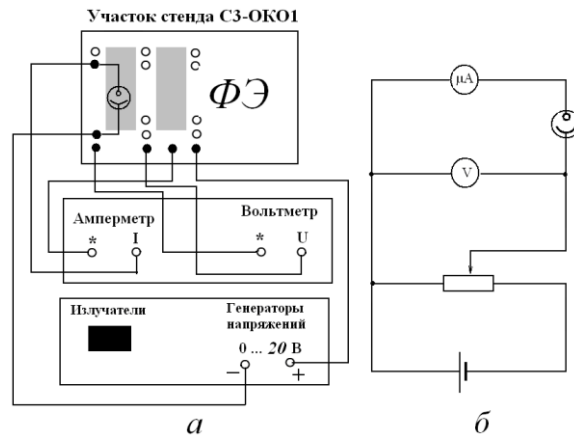 Участок стенда С3-ОКО1
ФЭ
Амперметр
* I
Вольтметр
* U
Излучатели
Генераторы
напряжений
0 ... 20 В
− +
а
μA
V
б